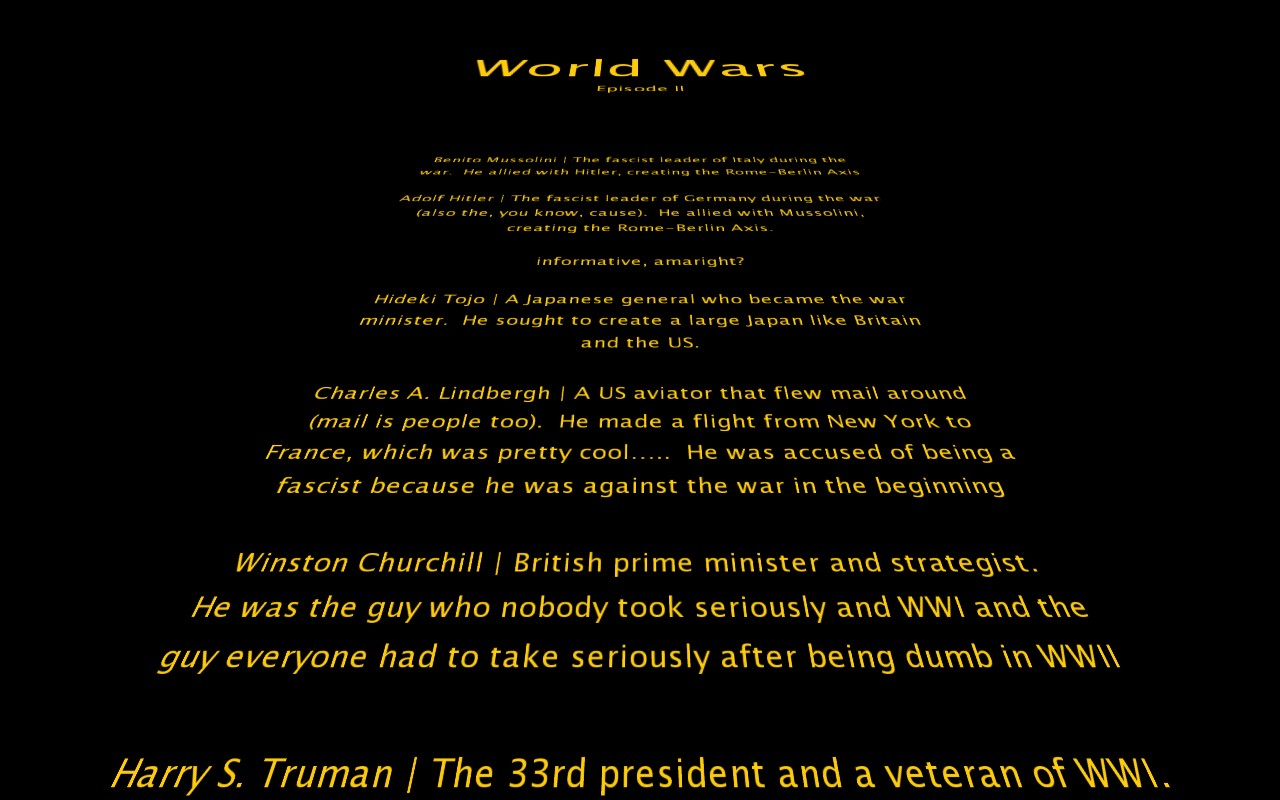 World Wars
Episode II
Benito Mussolini | The fascist leader of Italy during the
war.  He allied with Hitler, creating the Rome-Berlin Axis
Adolf Hitler | The fascist leader of Germany during the war
(also the, you know, cause).  He allied with Mussolini,
creating the Rome-Berlin Axis.
informative, amaright?
Hideki Tojo | A Japanese general who became the war
minister.  He sought to create a large Japan like Britain
and the US.
Charles A. Lindbergh | A US aviator that flew mail around
(mail is people too).  He made a flight from New York to
France, which was pretty cool.....  He was accused of being a
fascist because he was against the war in the beginning
Winston Churchill | British prime minister and strategist.
He was the guy who nobody took seriously and WWI and the
guy everyone had to take seriously after being dumb in WWII
Harry S. Truman | The 33rd president and a veteran of WWI.